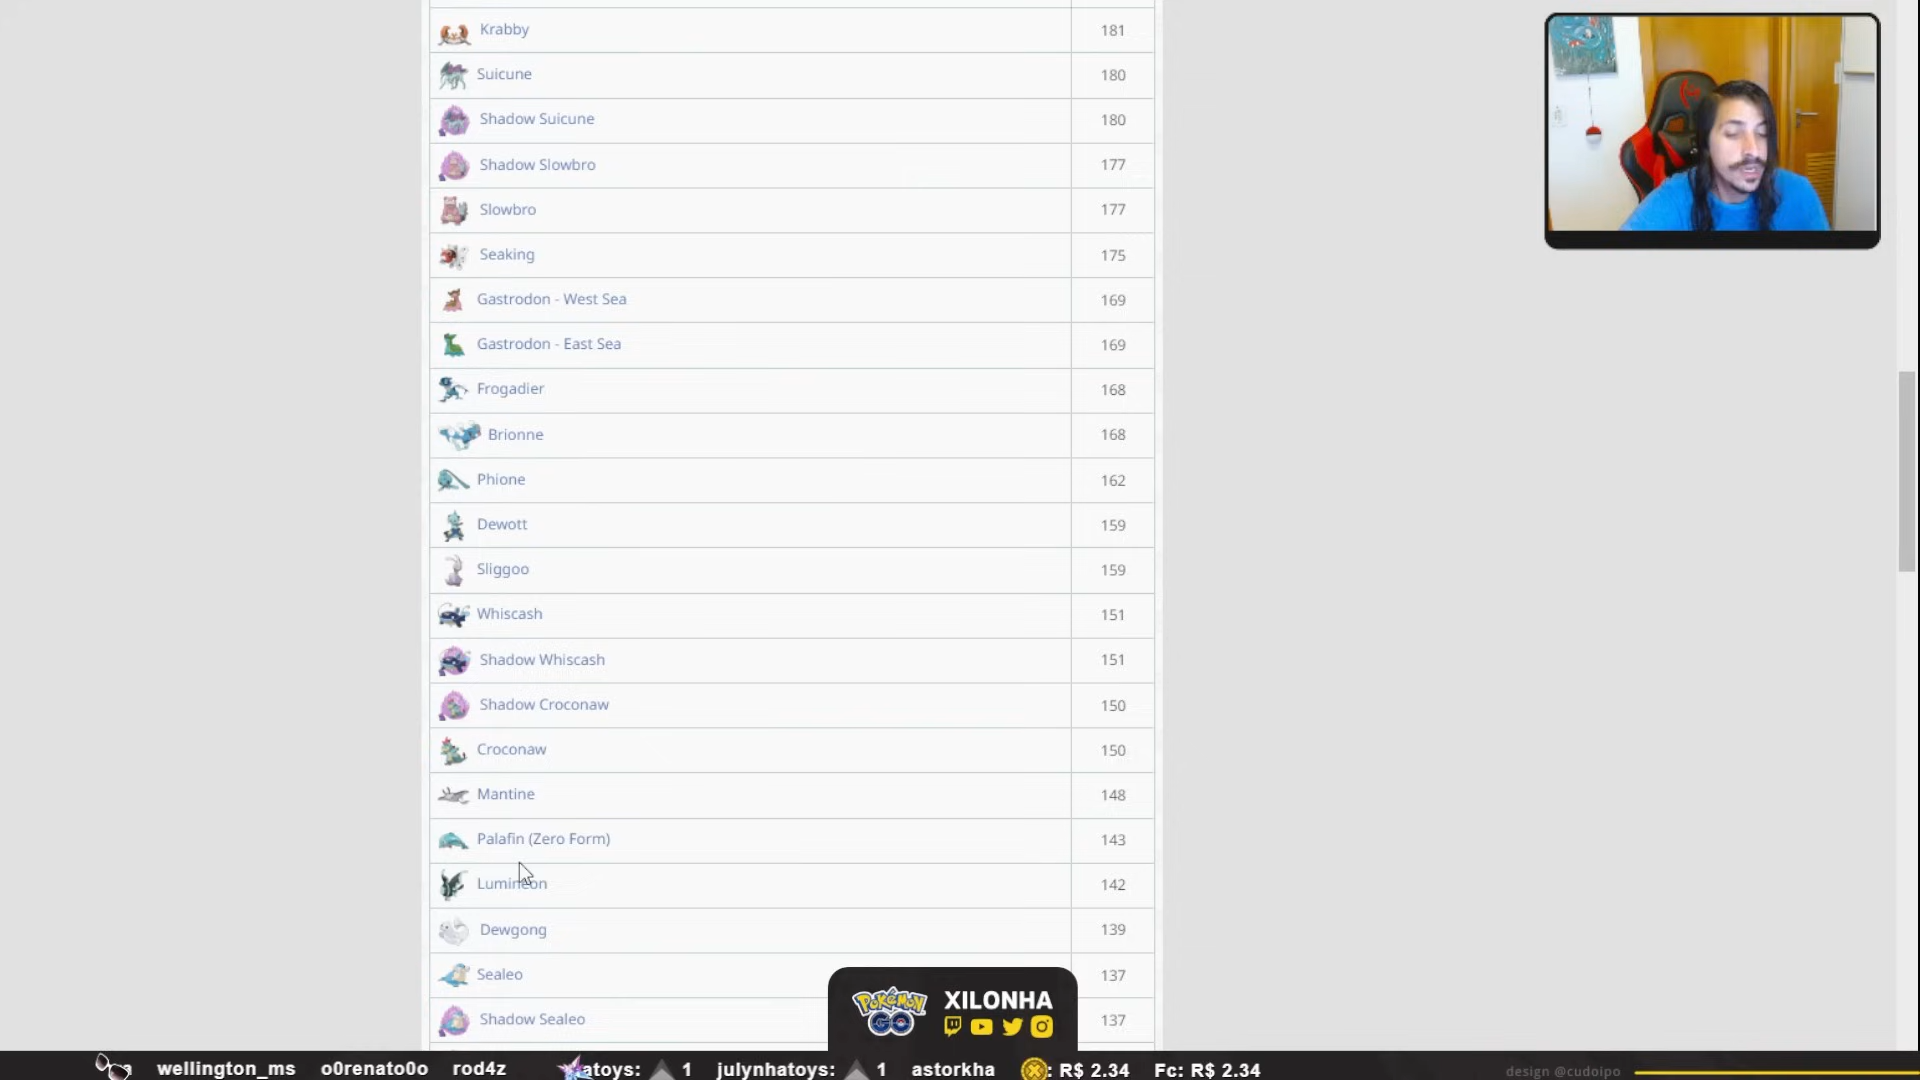 Krabby 181
Suicune 180
Shadow Suicune 180
Shadow Slowbro 177
Slowbro 177
Seaking 175
Gastrodon - West Sea 169
Gastrodon - East Sea 169
Frogadier 168
Brionne 168
Phione 162
Dewott 159
Sliggoo 159
Whiscash 151
Shadow Whiscash 151
Shadow Croconaw 150
Croconaw 150
Mantine 148
Palafin (Zero Form) 143
Lumineon 142
Dewgong 139
Sealeo 137
Shadow Sealeo 137
POKÉMON GO
XILONHA
wellington_ms o0renato0o rod4z atoys: 1 julynhatoys: 1 astorkha : R$ 2.34 Fc: R$ 2.34
design @cudoipo